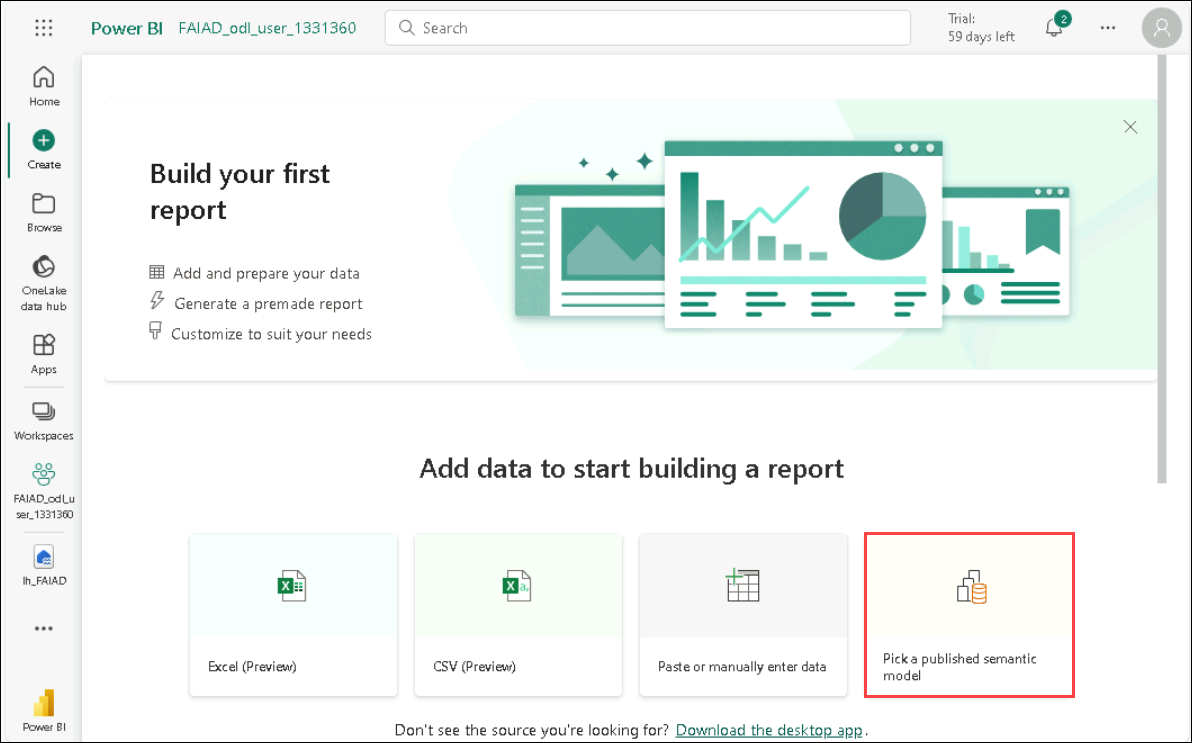 Power BI FAIAD_odl_user_1331360
Search
Trial:
59 days left
2
Home
Create
Browse
OneLake
data hub
Apps
Workspaces
FAIAD_odl_u
ser_1331360
lh_FAIAD
Power BI
Build your first
report
Add and prepare your data
Generate a premade report
Customize to suit your needs
Add data to start building a report
Excel (Preview)
CSV (Preview)
Paste or manually enter data
Pick a published semantic
model
Don't see the source you're looking for? Download the desktop app.